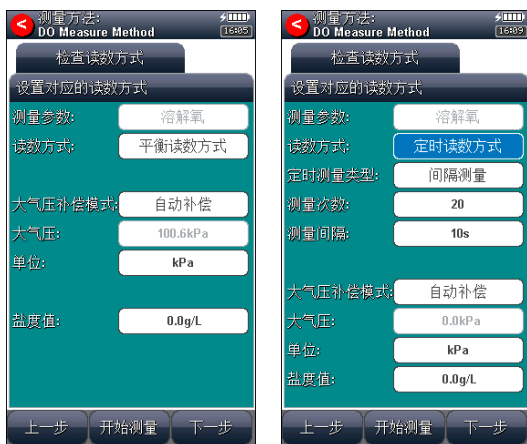 测量方法:
DO Measure Method
16:05
检查读数方式
设置对应的读数方式
测量参数: 溶解氧
读数方式: 平衡读数方式
大气压补偿模式: 自动补偿
大气压: 100.6kPa
单位: kPa
盐度值: 0.0g/L
上一步 开始测量 下一步
测量方法:
DO Measure Method
16:09
检查读数方式
设置对应的读数方式
测量参数: 溶解氧
读数方式: 定时读数方式
定时测量类型: 间隔测量
测量次数: 20
测量间隔: 10s
大气压补偿模式: 自动补偿
大气压: 0.0kPa
单位: kPa
盐度值: 0.0g/L
上一步 开始测量 下一步